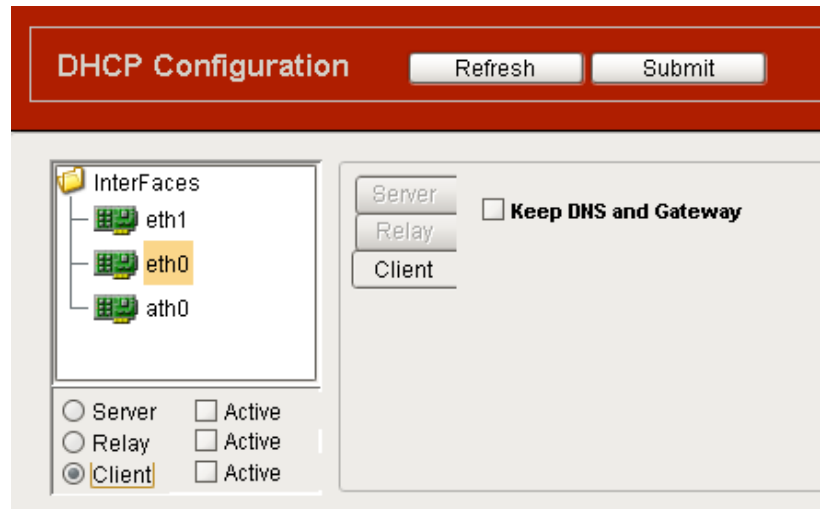 DHCP Configuration Refresh Submit
InterFaces
eth1
eth0
ath0
Server Active
Relay Active
Client Active
Server
Relay
Client
Keep DNS and Gateway